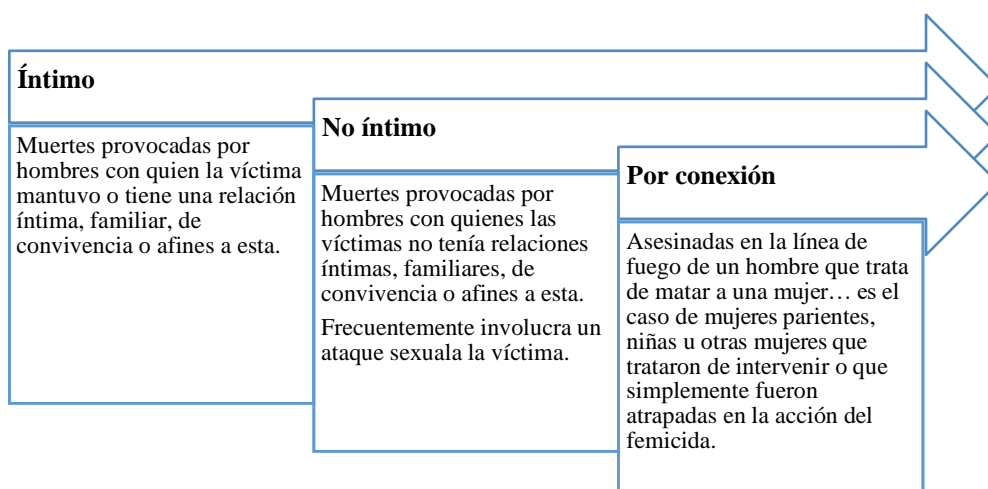 Íntimo
Muertes provocadas por
hombres con quien la víctima
mantuvo o tiene una relación
íntima, familiar, de
convivencia o afines a esta.
No íntimo
Muertes provocadas por
hombres con quienes las
víctimas no tenía relaciones
íntimas, familiares, de
convivencia o afines a esta.
Frecuentemente involucra un
ataque sexuala la víctima.
Por conexión
Asesinadas en la línea de
fuego de un hombre que trata
de matar a una mujer… es el
caso de mujeres parientes,
niñas u otras mujeres que
trataron de intervenir o que
simplemente fueron
atrapadas en la acción del
femicida.